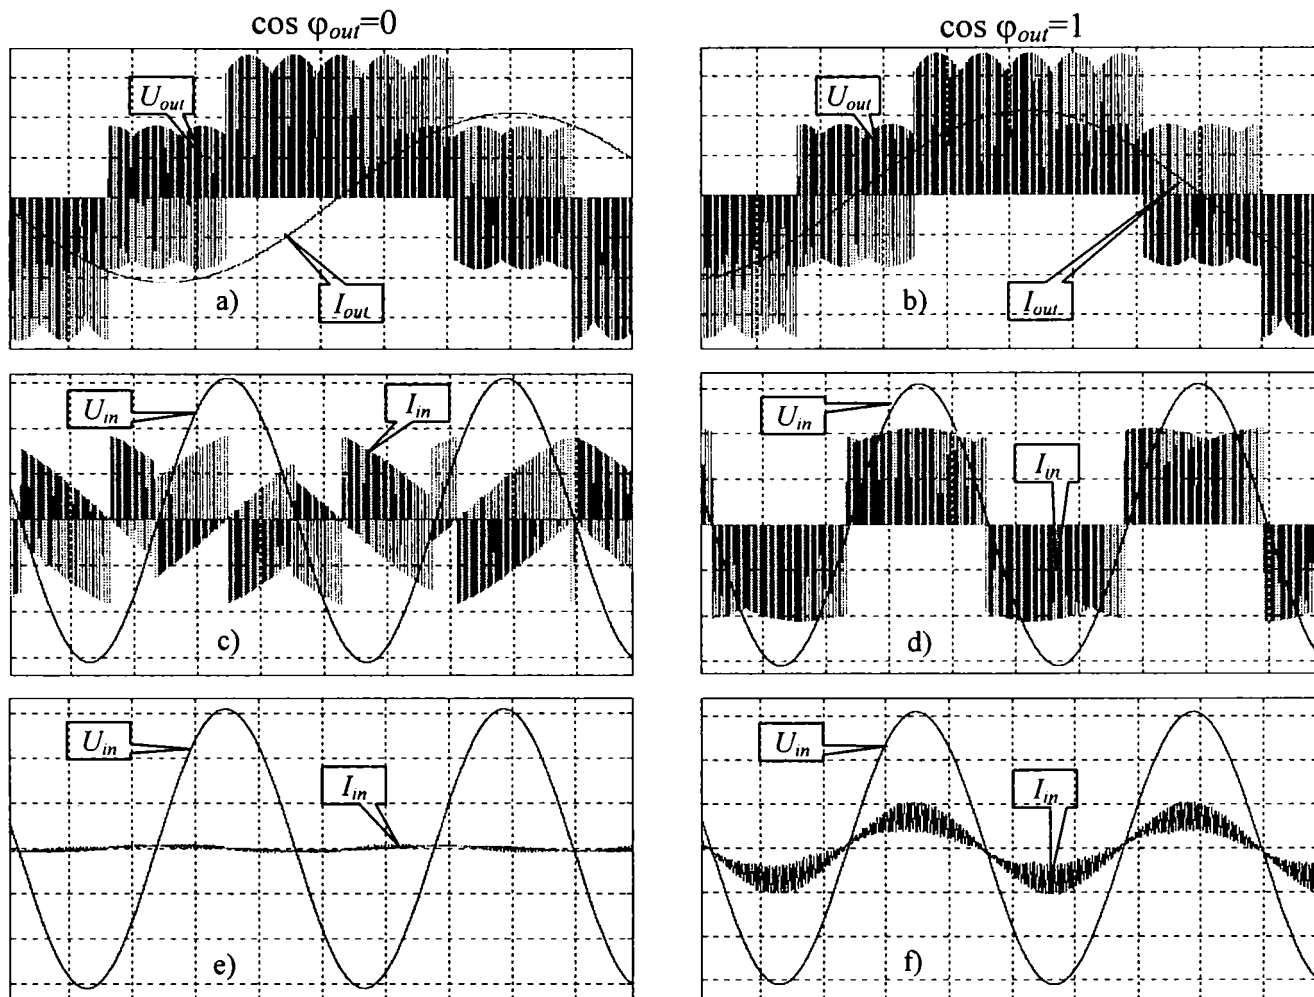 cos φout=0
cos φout=1
Uout
Iout
a)
Uout
Iout
b)
Uin
Iin
c)
Uin
Iin
d)
Uin
Iin
e)
Uin
Iin
f)